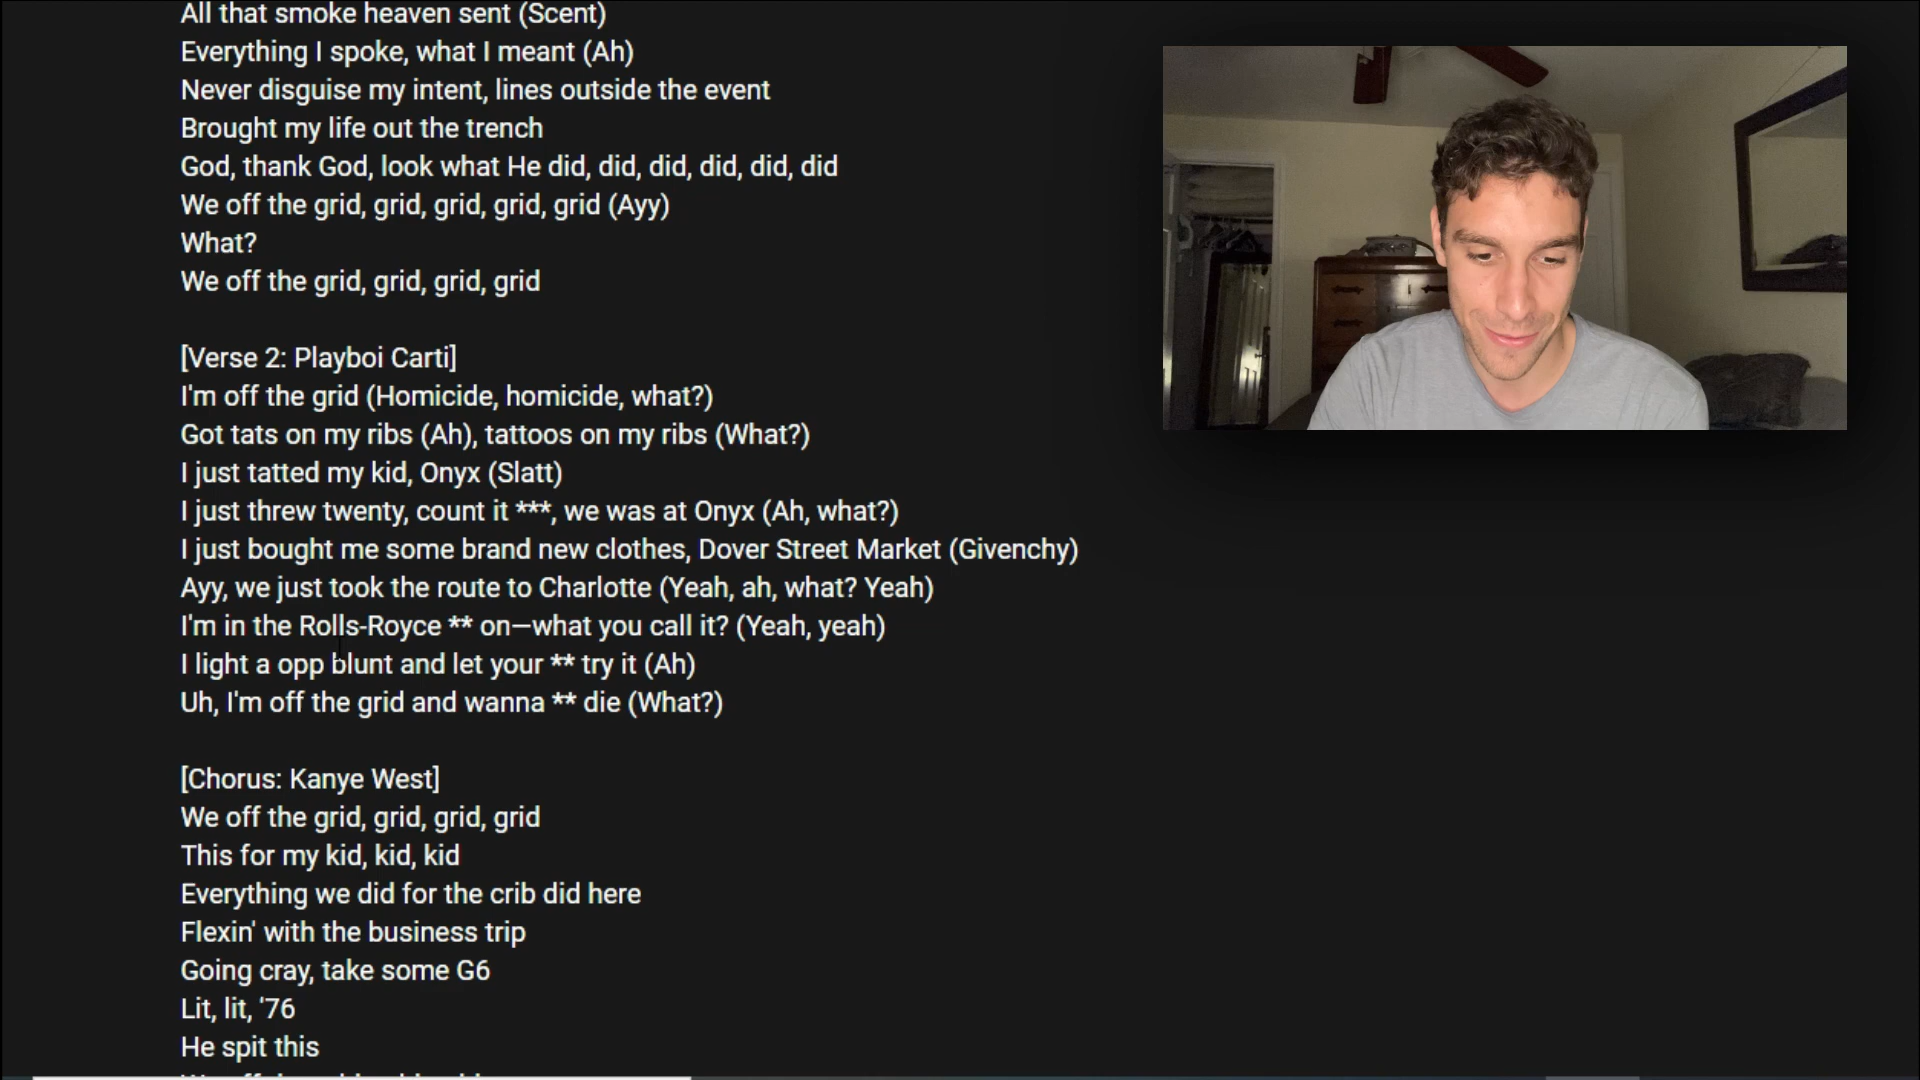 All that smoke heaven sent (Scent)
Everything I spoke, what I meant (Ah)
Never disguise my intent, lines outside the event
Brought my life out the trench
God, thank God, look what He did, did, did, did, did, did
We off the grid, grid, grid, grid, grid (Ayy)
What?
We off the grid, grid, grid, grid
[Verse 2: Playboi Carti]
I'm off the grid (Homicide, homicide, what?)
Got tats on my ribs (Ah), tattoos on my ribs (What?)
I just tatted my kid, Onyx (Slatt)
I just threw twenty, count it ***, we was at Onyx (Ah, what?)
I just bought me some brand new clothes, Dover Street Market (Givenchy)
Ayy, we just took the route to Charlotte (Yeah, ah, what? Yeah)
I'm in the Rolls-Royce ** on—what you call it? (Yeah, yeah)
I light a opp blunt and let your ** try it (Ah)
Uh, I'm off the grid and wanna ** die (What?)
[Chorus: Kanye West]
We off the grid, grid, grid, grid
This for my kid, kid, kid
Everything we did for the crib did here
Flexin' with the business trip
Going cray, take some G6
Lit, lit, '76
He spit this